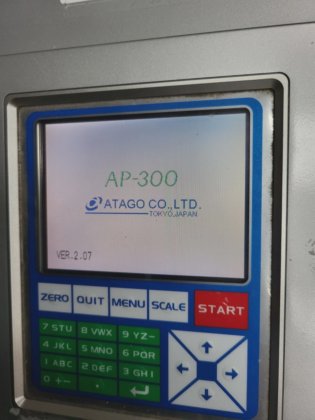 AP-300
ATAGO CO.,LTD.
TOKYO,JAPAN
VER.2.07
ZERO QUIT MENU SCALE START
7 STU 8 VWX 9 YZ-
4 JKL 5 MNO 6 PQR
1 ABC 2 DEF 3 GHI
0 +- .